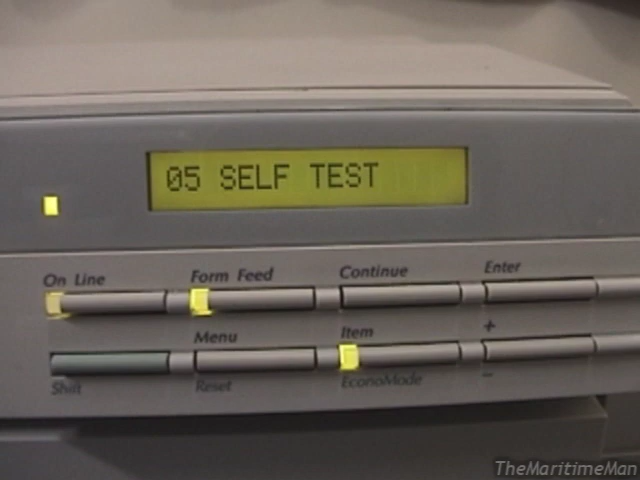 05 SELF TEST
On Line Form Feed Continue Enter
Menu Item +
Shift Reset EconoMode -
TheMaritimeMan